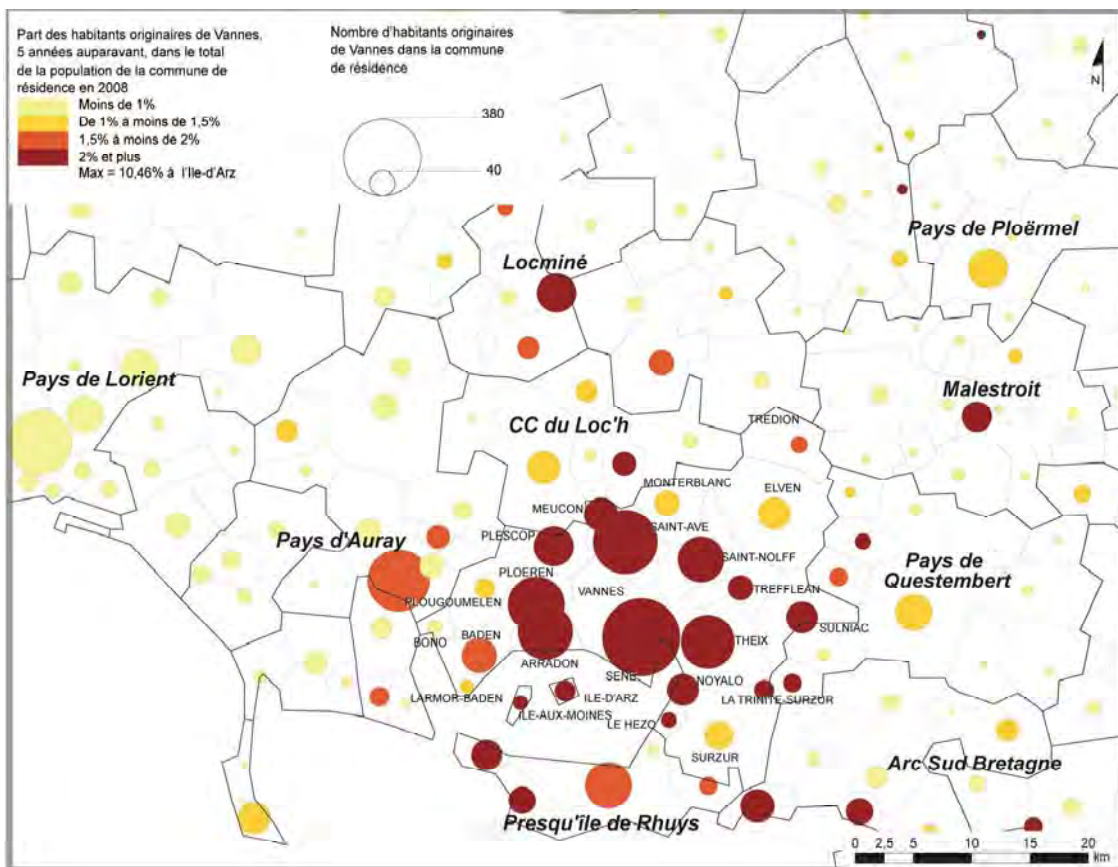 Part des habitants originaires de Vannes,
5 années auparavant, dans le total
de la population de la commune de
résidence en 2008
Moins de 1%
De 1% à moins de 1,5%
1,5% à moins de 2%
2% et plus
Max = 10,46% à l'Ile-d'Arz
Nombre d'habitants originaires
de Vannes dans la commune
de résidence
380
40
N
Pays de Ploërmel
Locminé
Pays de Lorient
Malestroit
CC du Loc'h
TREDION
MONTERBLANC
ELVEN
MEUCON
SAINT-AVE
PLESCOP
Pays d'Auray
SAINT-NOLFF
Pays de
Questembert
PLOEREN
VANNES
TREFFLEAN
PLOUGOUMELEN
SULNIAC
BONO
BADEN
THEIX
ARRADON
SENE
NOYALO
LARMOR-BADEN
ILE-D'ARZ
LA TRINITE-SURZUR
ILE-AUX-MOINES
LE HEZO
SURZUR
Arc Sud Bretagne
Presqu'île de Rhuys
0 2,5 5 10 15 20
km